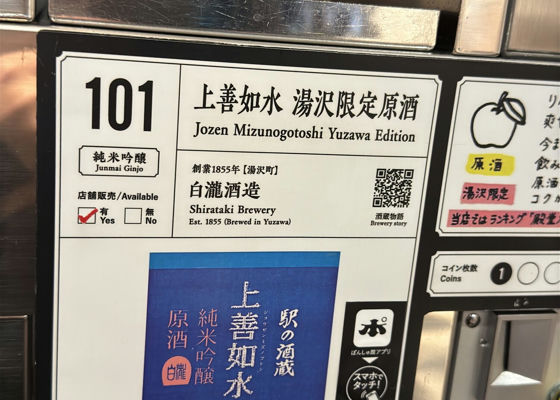 101
純米吟醸
Junmai Ginjo
店舗販売/Available
有
Yes
無
No
上善如水 湯沢限定原酒
Jozen Mizunogotoshi Yuzawa Edition
創業1855年【湯沢町】
白瀧酒造
Shirataki Brewery
Est. 1855 (Brewed in Yuzawa)
酒蔵物語
Brewery story
駅の酒蔵
上善如水
純米吟醸
原酒
白瀧
ぽ
ぽんしゅ館アプリ
スマホで
タッチ!
原酒
湯沢限定
当店冬ランキング
コイン枚数
Coins
1